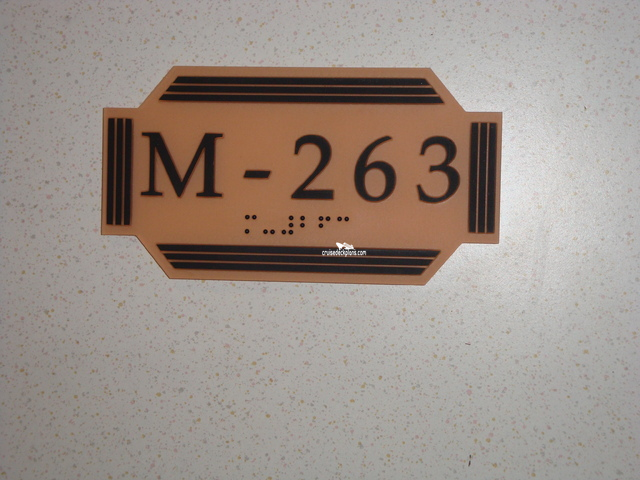 M-263
⠍⠤⠼⠃⠋⠉
cruisedeckplans.com